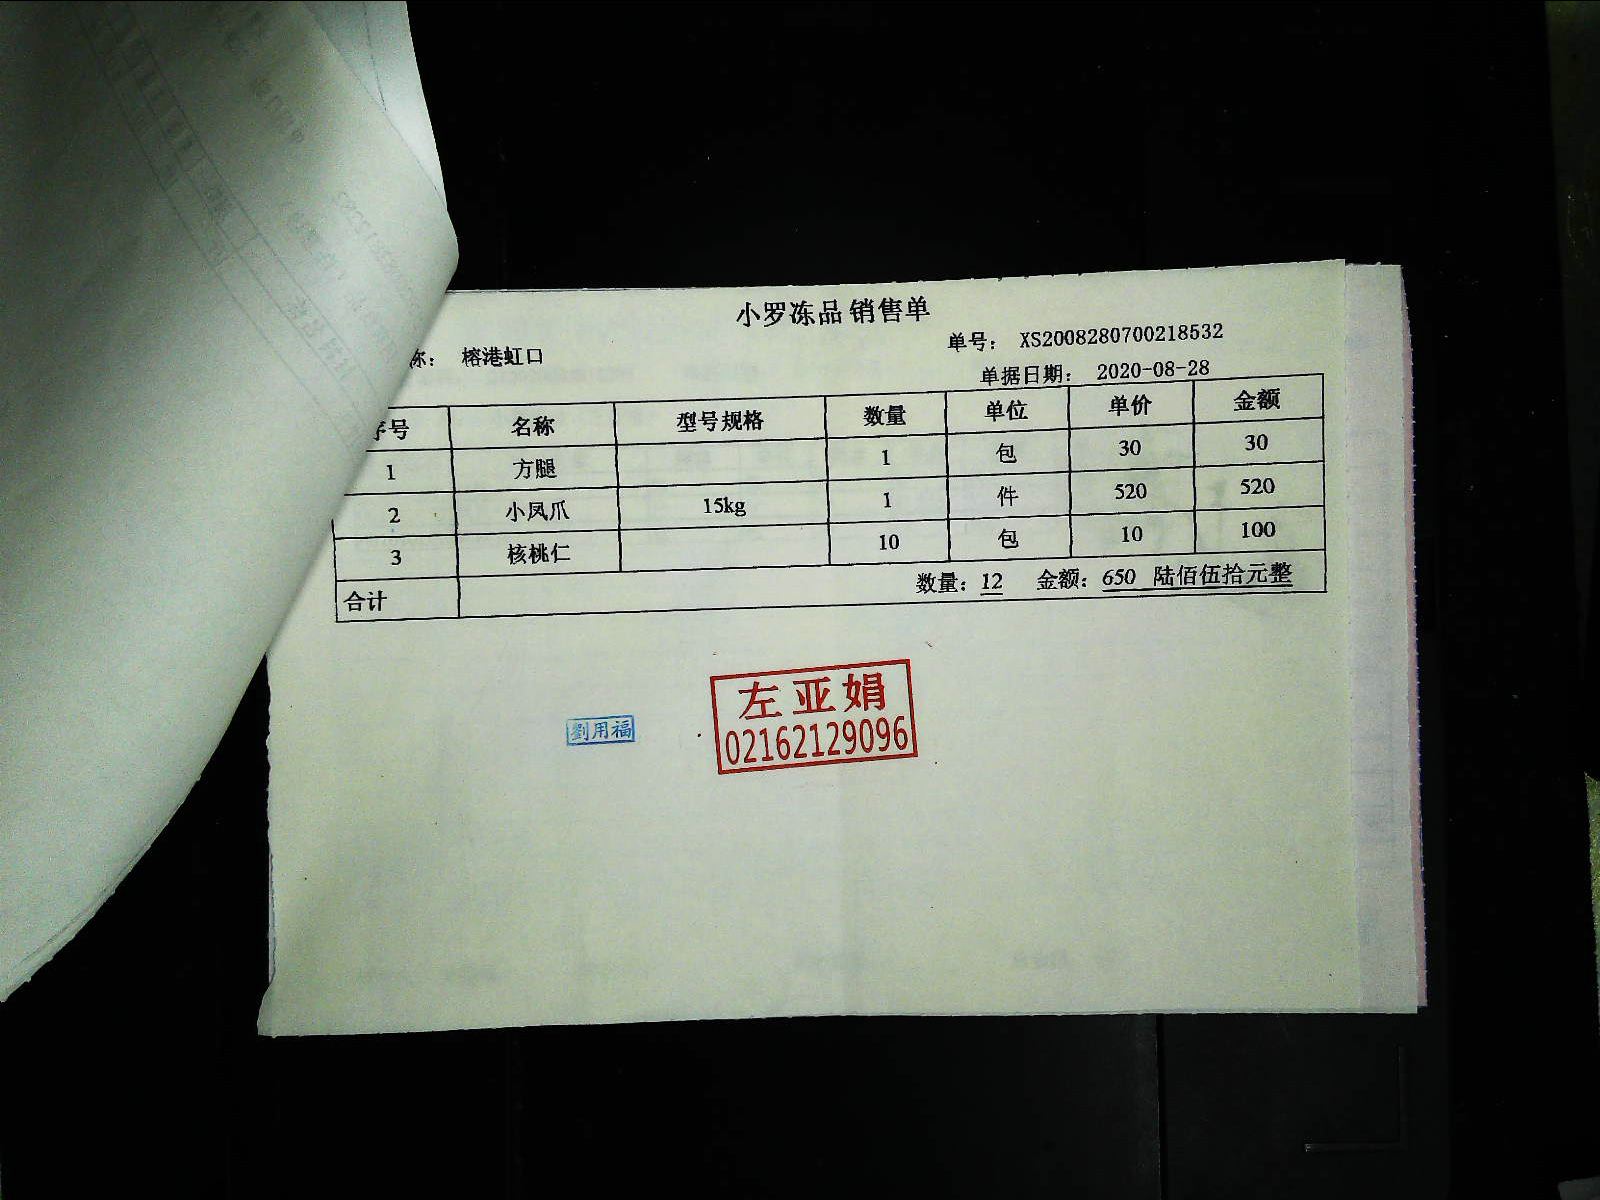 小罗冻品 销售单
单号： XS2008280700218532
称： 榕港虹口
单据日期： 2020-08-28
序号 名称 型号规格 数量 单位 单价 金额
1 方腿 1 包 30 30
2 小凤爪 15kg 1 件 520 520
3 核桃仁 10 包 10 100
合计 数量：12 金额：650 陆佰伍拾元整
左亚娟
劉用福
02162129096